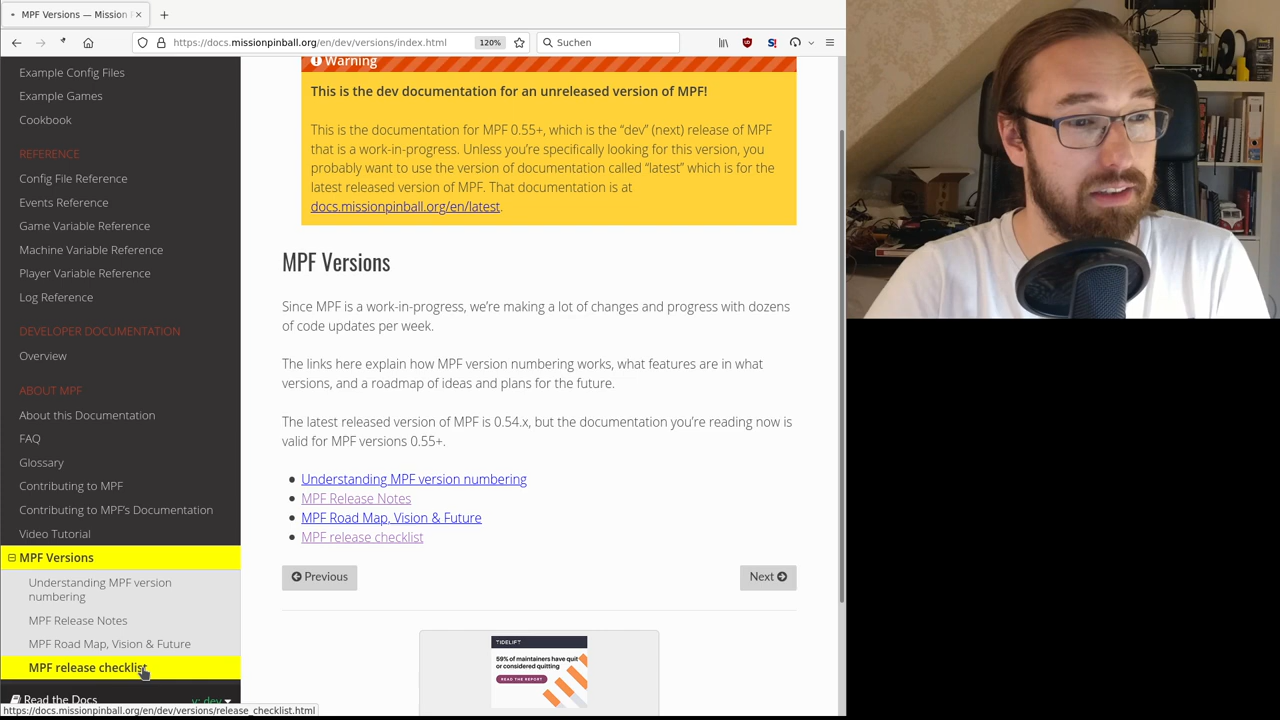 MPF Versions — Mission
https://docs.missionpinball.org/en/dev/versions/index.html
120%
Suchen
Example Config Files
Example Games
Cookbook
REFERENCE
Config File Reference
Events Reference
Game Variable Reference
Machine Variable Reference
Player Variable Reference
Log Reference
DEVELOPER DOCUMENTATION
Overview
ABOUT MPF
About this Documentation
FAQ
Glossary
Contributing to MPF
Contributing to MPF's Documentation
Video Tutorial
MPF Versions
Understanding MPF version
numbering
MPF Release Notes
MPF Road Map, Vision & Future
MPF release checklist
Read the Docs
v: dev
https://docs.missionpinball.org/en/dev/versions/release_checklist.html
Warning
This is the dev documentation for an unreleased version of MPF!
This is the documentation for MPF 0.55+, which is the “dev” (next) release of MPF
that is a work-in-progress. Unless you’re specifically looking for this version, you
probably want to use the version of documentation called “latest” which is for the
latest released version of MPF. That documentation is at
docs.missionpinball.org/en/latest.
MPF Versions
Since MPF is a work-in-progress, we’re making a lot of changes and progress with dozens
of code updates per week.
The links here explain how MPF version numbering works, what features are in what
versions, and a roadmap of ideas and plans for the future.
The latest released version of MPF is 0.54.x, but the documentation you’re reading now is
valid for MPF versions 0.55+.
Understanding MPF version numbering
MPF Release Notes
MPF Road Map, Vision & Future
MPF release checklist
Previous
Next
TIDELIFT
59% of maintainers have quit
or considered quitting
READ THE REPORT